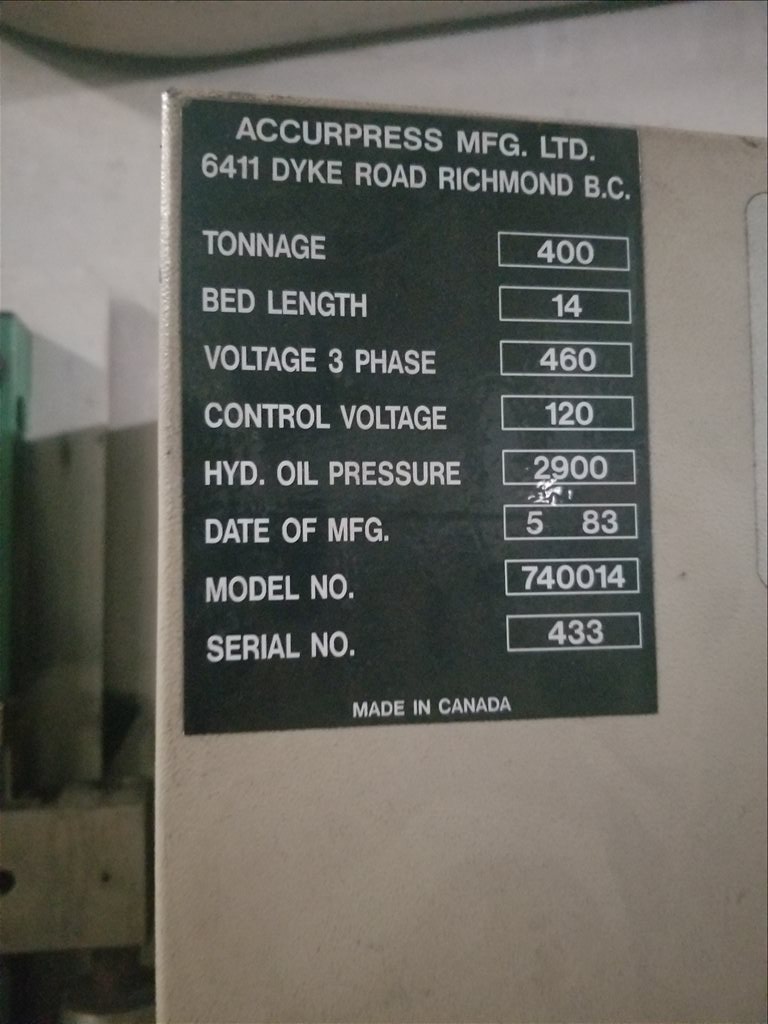 ACCURPRESS MFG. LTD.
6411 DYKE ROAD RICHMOND B.C.
TONNAGE 400
BED LENGTH 14
VOLTAGE 3 PHASE 460
CONTROL VOLTAGE 120
HYD. OIL PRESSURE 2900
DATE OF MFG. 5 83
MODEL NO. 740014
SERIAL NO. 433
MADE IN CANADA